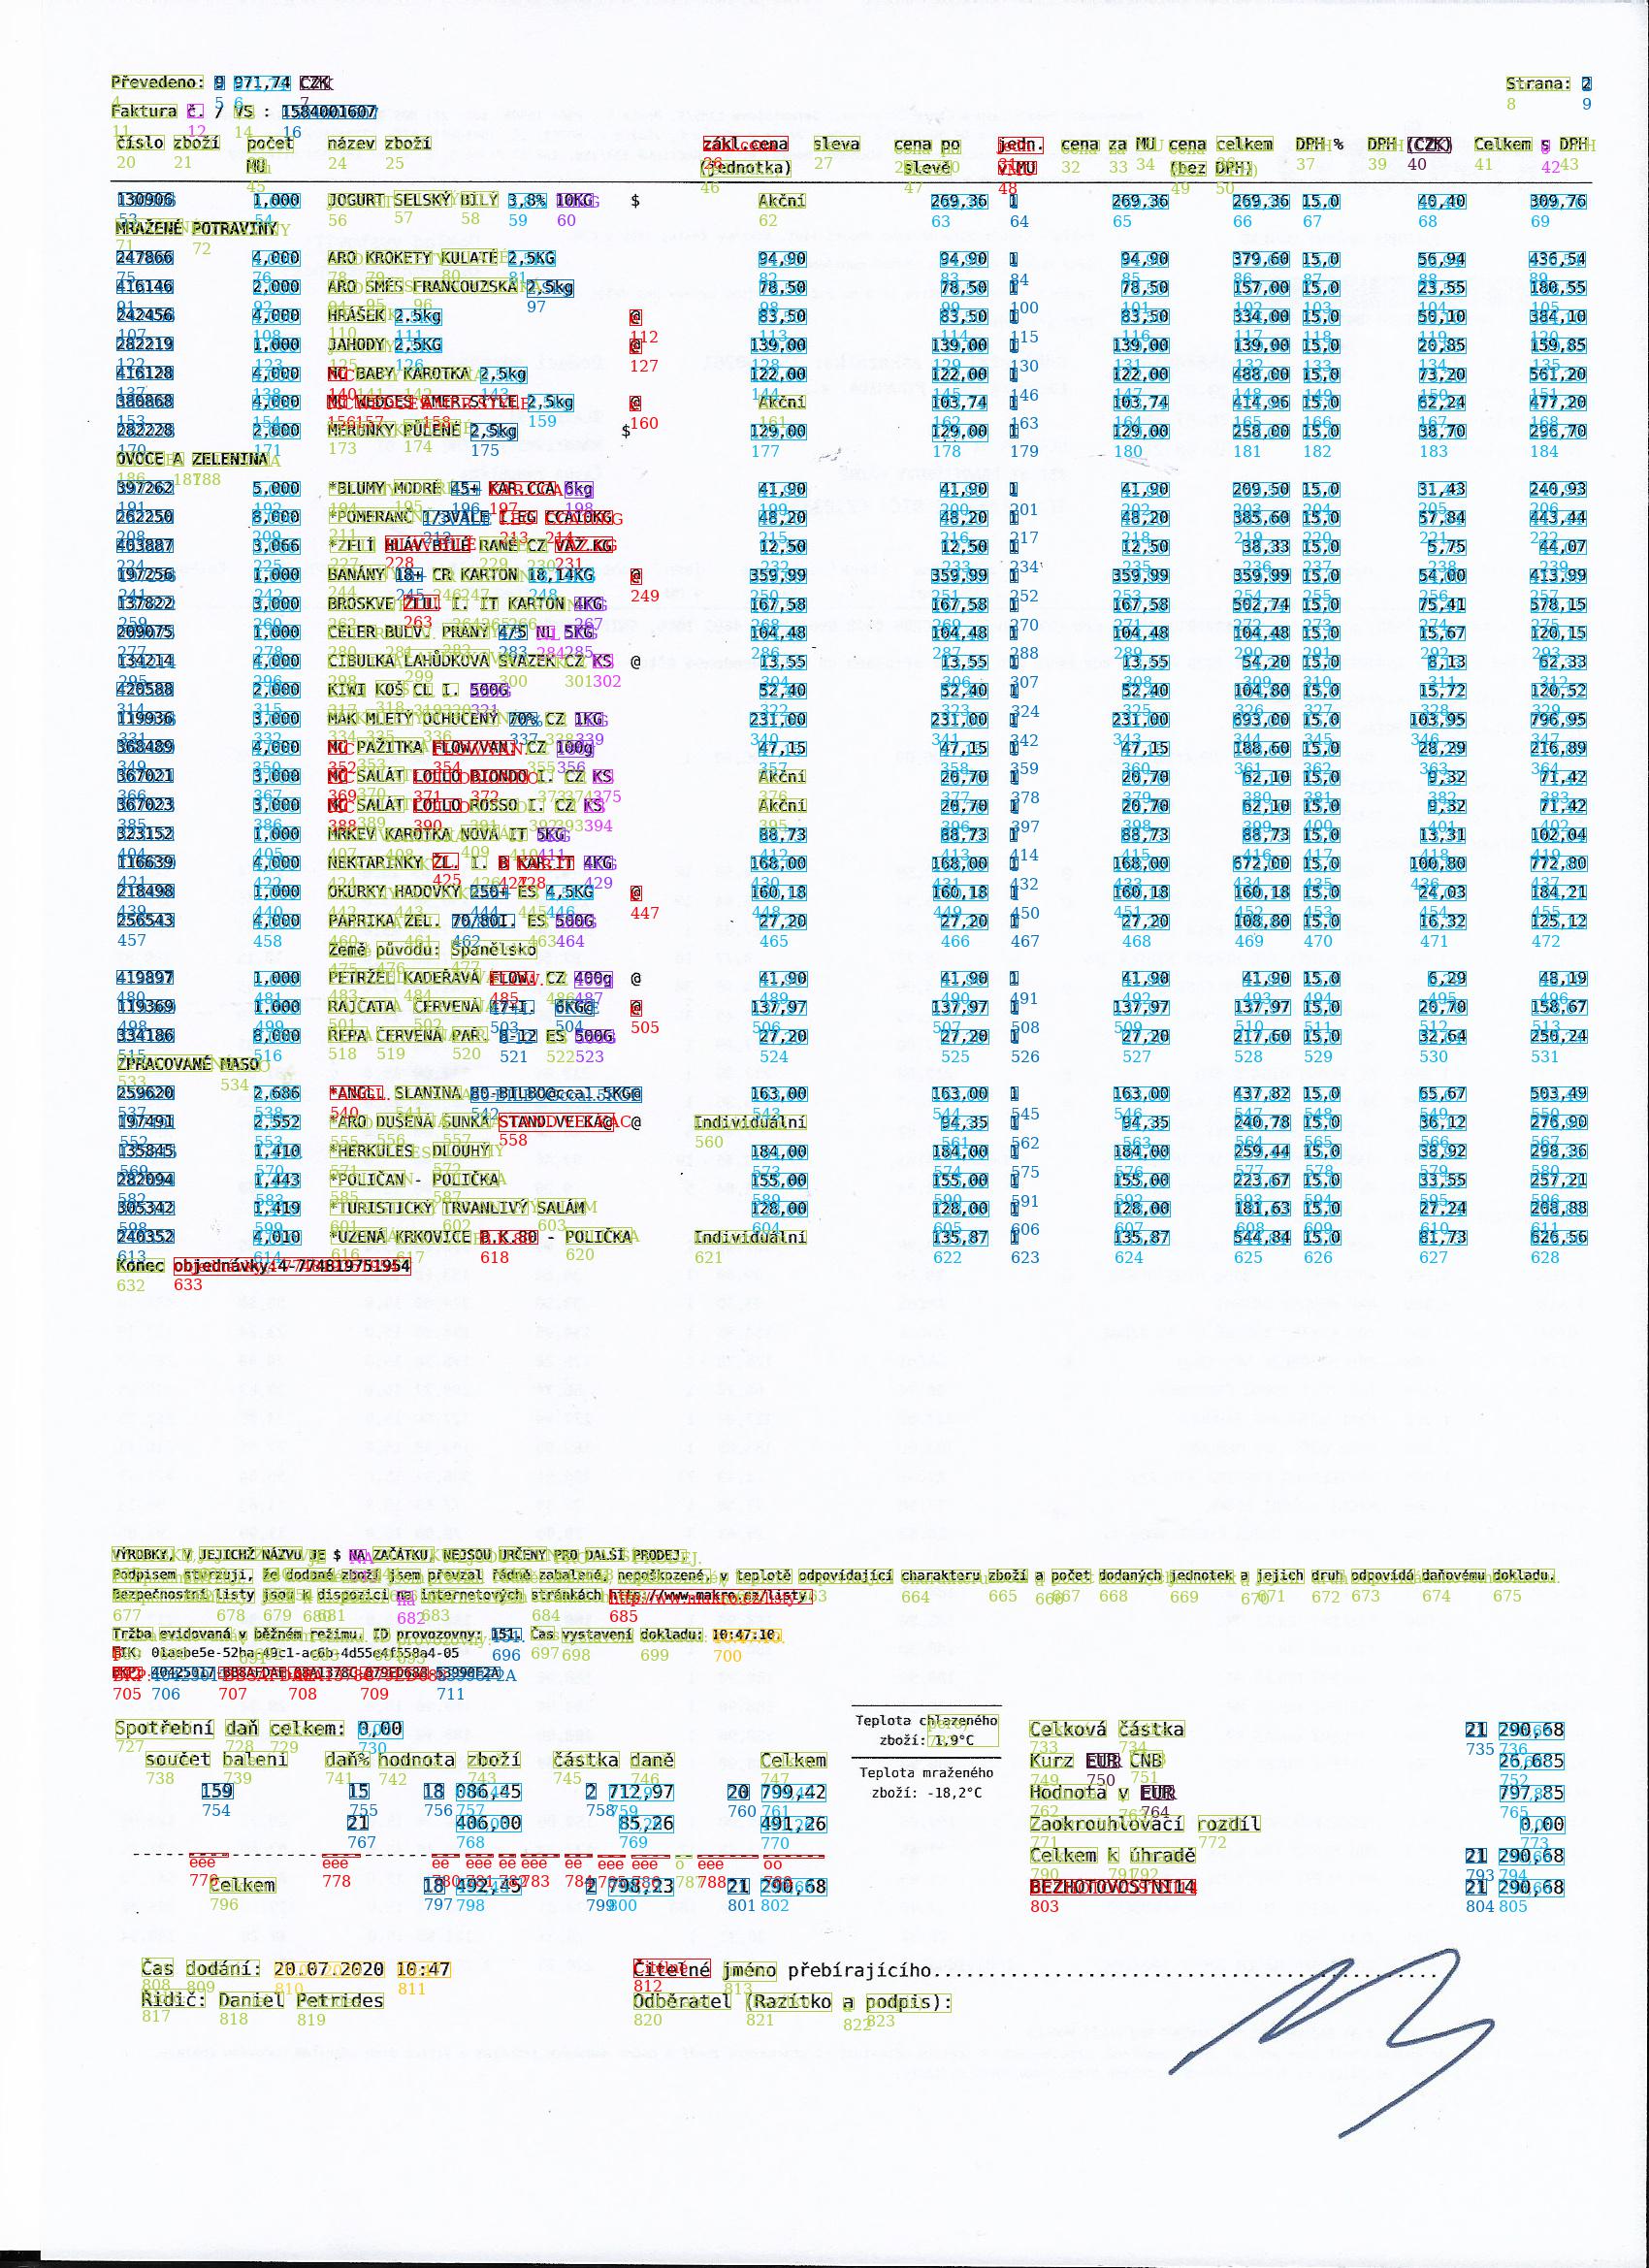 Převedeno: 9 971,74 CZK Strana: 2
Faktura č. / VS : 1584001607
číslo zboží počet název zboží zákl.cena sleva cena po jedn. cena za MU cena celkem DPH % DPH (CZK) Celkem s DPH
MU (jednotka) slevě v MU (bez DPH)
130906 1,000 JOGURT SELSKÝ BÍLÝ 3,8% 10KG $ Akční 269,36 1 269,36 269,36 15,0 40,40 309,76
MRAŽENÉ POTRAVINY
247866 4,000 ARO KROKETY KULATÉ 2,5KG 94,90 94,90 1 94,90 379,60 15,0 56,94 436,54
416146 2,000 ARO SMĚS FRANCOUZSKÁ 2,5kg 78,50 78,50 1 78,50 157,00 15,0 23,55 180,55
242456 4,000 HRÁŠEK 2,5kg @ 83,50 83,50 1 83,50 334,00 15,0 50,10 384,10
282219 1,000 JAHODY 2,5KG @ 139,00 139,00 1 139,00 139,00 15,0 20,85 159,85
416128 4,000 MC BABY KAROTKA 2,5kg 122,00 122,00 1 122,00 488,00 15,0 73,20 561,20
380868 4,000 MC WEDGES AMER.STYLE 2,5kg @ Akční 103,74 1 103,74 414,96 15,0 62,24 477,20
282228 2,000 MERUŇKY PŮLENÉ 2,5kg $ 129,00 129,00 1 129,00 258,00 15,0 38,70 296,70
OVOCE A ZELENINA
397262 5,000 *BLUMY MODRÉ 45+ KAR.CCA 6kg 41,90 41,90 1 41,90 209,50 15,0 31,43 240,93
262250 8,000 *POMERANČ 1/3VALE I.EG CCA10KG 48,20 48,20 1 48,20 385,60 15,0 57,84 443,44
403887 3,066 *ZELÍ HLÁV.BÍLÉ RANÉ CZ VÁŽ.KG 12,50 12,50 1 12,50 38,33 15,0 5,75 44,07
197256 1,000 BANÁNY 18+ CR KARTON 18,14KG @ 359,99 359,99 1 359,99 359,99 15,0 54,00 413,99
137822 3,000 BROSKVE ŽLU. I. IT KARTON 4KG 167,58 167,58 1 167,58 502,74 15,0 75,41 578,15
209075 1,000 CELER BULV. PRANÝ 4/5 NL 5KG 104,48 104,48 1 104,48 104,48 15,0 15,67 120,15
134214 4,000 CIBULKA LAHŮDKOVÁ SVAZEK CZ KS @ 13,55 13,55 1 13,55 54,20 15,0 8,13 62,33
420588 2,000 KIWI KOŠ CL I. 500G 52,40 52,40 1 52,40 104,80 15,0 15,72 120,52
119936 3,000 MÁK MLETÝ OCHUCENÝ 70% CZ 1KG 231,00 231,00 1 231,00 693,00 15,0 103,95 796,95
368489 4,000 MC PAŽITKA FLOW/VAN. CZ 100g 47,15 47,15 1 47,15 188,60 15,0 28,29 216,89
367021 3,000 MC SALÁT LOLLO BIONDO I. CZ KS Akční 20,70 1 20,70 62,10 15,0 9,32 71,42
367023 3,000 MC SALÁT LOLLO ROSSO I. CZ KS Akční 20,70 1 20,70 62,10 15,0 9,32 71,42
323152 1,000 MRKEV KAROTKA NOVÁ IT 5KG 88,73 88,73 1 88,73 88,73 15,0 13,31 102,04
116639 4,000 NEKTARINKY ŽL. I. B KAR.IT 4KG 168,00 168,00 1 168,00 672,00 15,0 100,80 772,80
218498 1,000 OKURKY HADOVKY 250+ ES 4,5KG @ 160,18 160,18 1 160,18 160,18 15,0 24,03 184,21
256543 4,000 PAPRIKA ZEL. 70/80I. ES 500G 27,20 27,20 1 27,20 108,80 15,0 16,32 125,12
Země původu: Španělsko
419897 1,000 PETRŽEL KADEŘAVÁ FLOW. CZ 400g @ 41,90 41,90 1 41,90 41,90 15,0 6,29 48,19
119369 1,000 RAJČATA ČERVENÁ 47+I. 6KG@ @ 137,97 137,97 1 137,97 137,97 15,0 20,70 158,67
334186 8,000 ŘEPA ČERVENÁ PAŘ. 8-12 ES 500G 27,20 27,20 1 27,20 217,60 15,0 32,64 250,24
ZPRACOVANÉ MASO
259620 2,686 *ANGLI. SLANINA 80-BILBOécca1.5KG@ 163,00 163,00 1 163,00 437,82 15,0 65,67 503,49
197491 2,552 *ARO DUŠENÁ ŠUNKA STAND.VEĽKÁ@ @ Individuální 94,35 1 94,35 240,78 15,0 36,12 276,90
135845 1,410 *HERKULES DLOUHÝ 184,00 184,00 1 184,00 259,44 15,0 38,92 298,36
282094 1,443 *POLIČAN - POLIČKA 155,00 155,00 1 155,00 223,67 15,0 33,55 257,21
305342 1,419 *TURISTICKÝ TRVANLIVÝ SALÁM 128,00 128,00 1 128,00 181,63 15,0 27,24 208,88
240352 4,010 *UZENÁ KRKOVICE B.K.80 - POLIČKA Individuální 135,87 1 135,87 544,84 15,0 81,73 626,56
Konec objednávky:4-774819751954
VÝROBKY, V JEJICHŽ NÁZVU JE $ NA ZAČÁTKU, NEJSOU URČENY PRO DALŠÍ PRODEJ.
Podpisem stvrzuji, že dodané zboží jsem převzal řádně zabalené, nepoškozené, v teplotě odpovídající charakteru zboží a počet dodaných jednotek a jejich druh odpovídá daňovému dokladu.
Bezpečnostní listy jsou k dispozici na internetových stránkách http://www.makro.cz/listy
Tržba evidovaná v běžném režimu. ID provozovny: 151. Čas vystavení dokladu: 10:47:10.
FIK: 01aebe5e-52ba-49c1-ac6b-4d55e4f558a4-05
BKP: 40425017-BB8AFDAE-08A1378C-A79ED688-53990F2A
Spotřební daň celkem: 0,00
součet balení daň% hodnota zboží částka daně Celkem
159 15 18 086,45 2 712,97 20 799,42
21 406,00 85,26 491,26
Celkem 18 492,45 2 798,23 21 290,68
Teplota chlazeného
zboží: 1,9°C
Teplota mraženého
zboží: -18,2°C
Celková částka 21 290,68
Kurz EUR ČNB 26,685
Hodnota v EUR 797,85
Zaokrouhlovací rozdíl 0,00
Celkem k úhradě 21 290,68
BEZHOTOVOSTNI14 21 290,68
Čas dodání: 20.07.2020 10:47 Čitelné jméno přebírajícího
Řidič: Daniel Petrides Odběratel (Razítko a podpis):